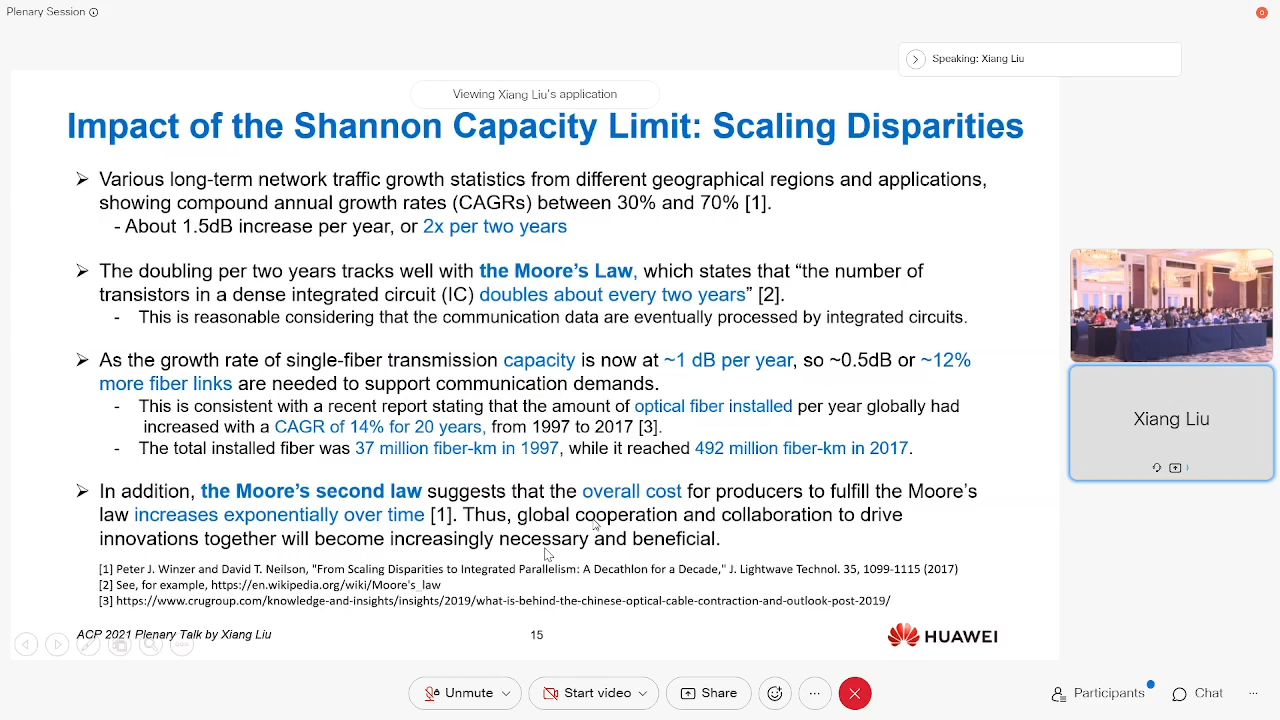 Plenary Session
Speaking: Xiang Liu
Viewing Xiang Liu's application
Impact of the Shannon Capacity Limit: Scaling Disparities
Various long-term network traffic growth statistics from different geographical regions and applications,
showing compound annual growth rates (CAGRs) between 30% and 70% [1].
- About 1.5dB increase per year, or 2x per two years
The doubling per two years tracks well with the Moore's Law, which states that “the number of
transistors in a dense integrated circuit (IC) doubles about every two years” [2].
- This is reasonable considering that the communication data are eventually processed by integrated circuits.
As the growth rate of single-fiber transmission capacity is now at ~1 dB per year, so ~0.5dB or ~12%
more fiber links are needed to support communication demands.
- This is consistent with a recent report stating that the amount of optical fiber installed per year globally had
increased with a CAGR of 14% for 20 years, from 1997 to 2017 [3].
- The total installed fiber was 37 million fiber-km in 1997, while it reached 492 million fiber-km in 2017.
In addition, the Moore's second law suggests that the overall cost for producers to fulfill the Moore's
law increases exponentially over time [1]. Thus, global cooperation and collaboration to drive
innovations together will become increasingly necessary and beneficial.
[1] Peter J. Winzer and David T. Neilson, "From Scaling Disparities to Integrated Parallelism: A Decathlon for a Decade," J. Lightwave Technol. 35, 1099-1115 (2017)
[2] See, for example, https://en.wikipedia.org/wiki/Moore's_law
[3] https://www.crugroup.com/knowledge-and-insights/insights/2019/what-is-behind-the-chinese-optical-cable-contraction-and-outlook-post-2019/
ACP 2021 Plenary Talk by Xiang Liu
15
HUAWEI
Xiang Liu
Unmute
Start video
Share
Participants
Chat